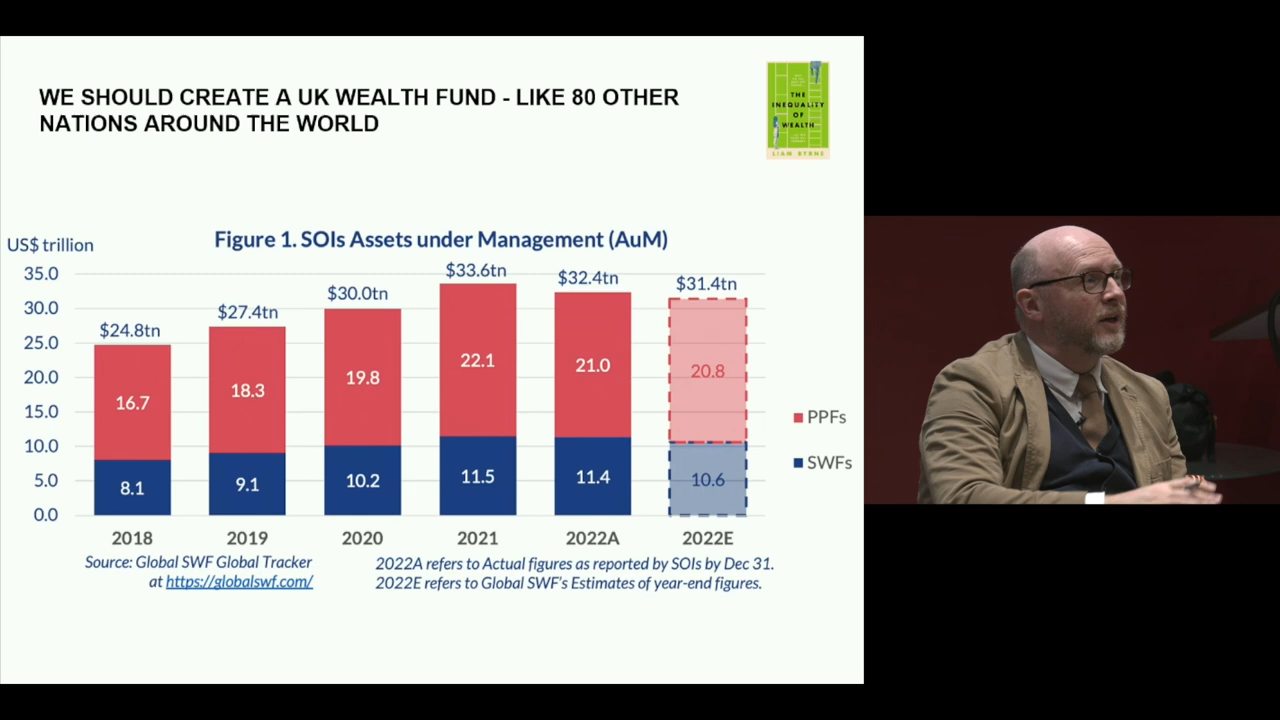 WE SHOULD CREATE A UK WEALTH FUND - LIKE 80 OTHER
NATIONS AROUND THE WORLD
THE
INEQUALITY
OF
WEALTH
LIAM BYRNE
US$ trillion
Figure 1. SOIs Assets under Management (AuM)
35.0
30.0
25.0
20.0
15.0
10.0
5.0
0.0
$24.8tn
$27.4tn
$30.0tn
$33.6tn
$32.4tn
$31.4tn
16.7
18.3
19.8
22.1
21.0
20.8
8.1
9.1
10.2
11.5
11.4
10.6
PPFs
SWFs
2018
2019
2020
2021
2022A
2022E
Source: Global SWF Global Tracker
at https://globalswf.com/
2022A refers to Actual figures as reported by SOIs by Dec 31.
2022E refers to Global SWF's Estimates of year-end figures.